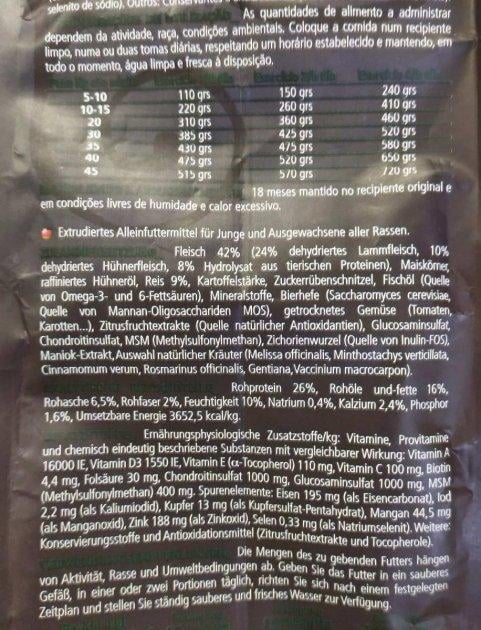 selenito de sódio). Outros: Conservantes
As quantidades de alimento a administrar
dependem da atividade, raça, condições ambientais. Coloque a comida num recipiente
limpo, numa ou duas tomas diárias, respeitando um horário estabelecido e mantendo, em
todo o momento, água limpa e fresca à disposição.
5-10 110 grs 150 grs 240 grs
10-15 220 grs 260 grs 410 grs
20 310 grs 360 grs 460 grs
30 385 grs 425 grs 520 grs
35 430 grs 475 grs 580 grs
40 475 grs 520 grs 650 grs
45 515 grs 570 grs 720 grs
18 meses mantido no recipiente original e
em condições livres de humidade e calor excessivo.
Extrudiertes Alleinfuttermittel für Junge und Ausgewachsene aller Rassen.
Fleisch 42% (24% dehydriertes Lammfleisch, 10%
dehydriertes Hühnerfleisch, 8% Hydrolysat aus tierischen Proteinen), Maiskörner,
raffiniertes Hühneröl, Reis 9%, Kartoffelstärke, Zuckerrübenschnitzel, Fischöl (Quelle
von Omega-3- und 6-Fettsäuren), Mineralstoffe, Bierhefe (Saccharomyces cerevisiae,
Quelle von Mannan-Oligosacchariden MOS), getrocknetes Gemüse (Tomaten,
Karotten...), Zitrusfruchtextrakte (Quelle natürlicher Antioxidantien), Glucosaminsulfat,
Chondroitinsulfat, MSM (Methylsulfonylmethan), Zichorienwurzel (Quelle von Inulin-FOS),
Maniok-Extrakt, Auswahl natürlicher Kräuter (Melissa officinalis, Minthostachys verticillata,
Cinnamomum verum, Rosmarinus officinalis, Gentiana, Vaccinium macrocarpon).
Rohprotein 26%, Rohöle und-fette 16%,
Rohasche 6,5%, Rohfaser 2%, Feuchtigkeit 10%, Natrium 0,4%, Kalzium 2,4%, Phosphor
1,6%, Umsetzbare Energie 3652,5 kcal/kg.
Ernährungsphysiologische Zusatzstoffe/kg: Vitamine, Provitamine
und chemisch eindeutig beschriebene Substanzen mit vergleichbarer Wirkung: Vitamin A
16000 IE, Vitamin D3 1550 IE, Vitamin E (α-Tocopherol) 110 mg, Vitamin C 100 mg, Biotin
4,4 mg, Folsäure 30 mg, Chondroitinsulfat 1000 mg, Glucosaminsulfat 1000 mg, MSM
(Methylsulfonylmethan) 400 mg. Spurenelemente: Eisen 195 mg (als Eisencarbonat), Iod
2,2 mg (als Kaliumiodid), Kupfer 13 mg (als Kupfersulfat-Pentahydrat), Mangan 44,5 mg
(als Manganoxid), Zink 188 mg (als Zinkoxid), Selen 0,33 mg (als Natriumselenit). Weitere:
Konservierungsstoffe und Antioxidationsmittel (Zitrusfruchtextrakte und Tocopherole).
Die Mengen des zu gebenden Futters hängen
von Aktivität, Rasse und Umweltbedingungen ab. Geben Sie das Futter in ein sauberes
Gefäß, in einer oder zwei Portionen täglich, richten Sie sich nach einem festgelegten
Zeitplan und stellen Sie ständig sauberes und frisches Wasser zur Verfügung.